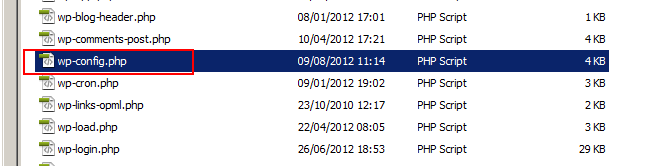 wp-blog-header.php 08/01/2012 17:01 PHP Script 1 KB
wp-comments-post.php 10/04/2012 17:21 PHP Script 4 KB
wp-config.php 09/08/2012 11:14 PHP Script 4 KB
wp-cron.php 09/01/2012 19:02 PHP Script 3 KB
wp-links-opml.php 23/10/2010 12:17 PHP Script 2 KB
wp-load.php 22/04/2012 08:05 PHP Script 3 KB
wp-login.php 26/06/2012 18:53 PHP Script 29 KB